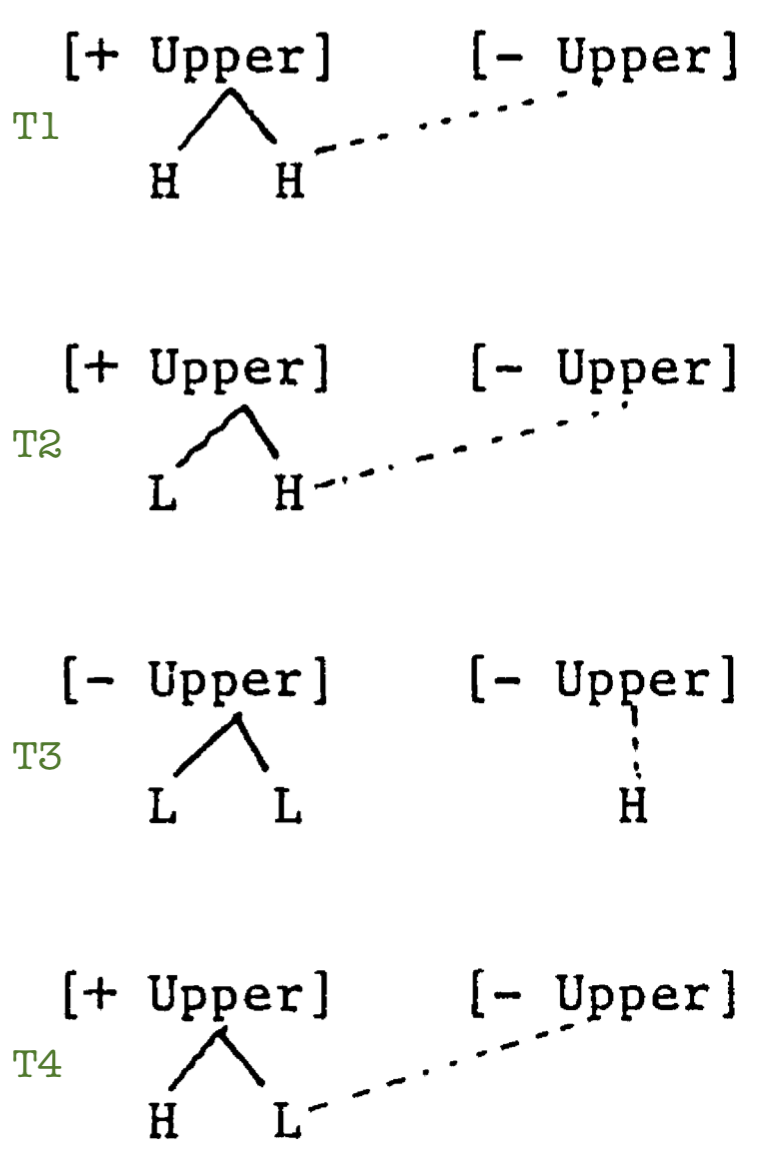 [+ Upper] [- Upper]
T1
H H
[+ Upper] [- Upper]
T2
L H
[- Upper] [- Upper]
T3
L L H
[+ Upper] [- Upper]
T4
H L